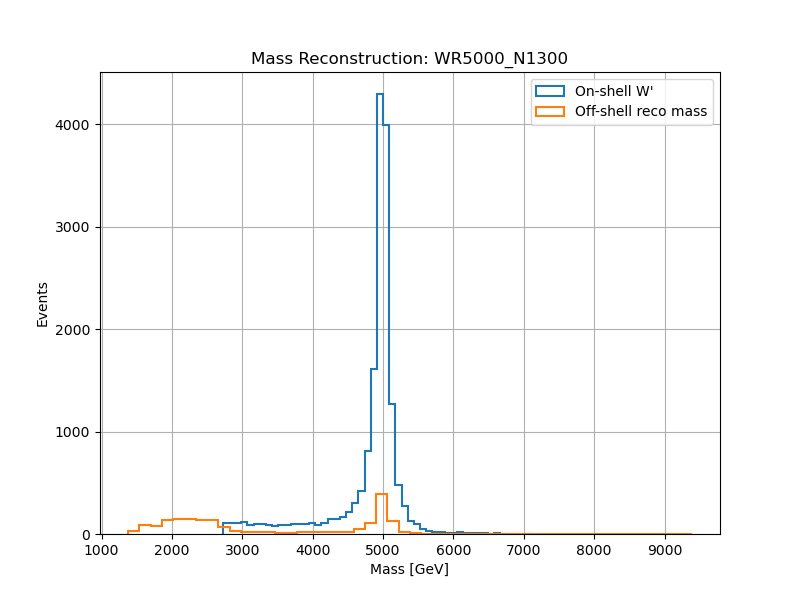 Mass Reconstruction: WR5000_N1300
On-shell W'
Off-shell reco mass
Events
4000
3000
2000
1000
0
1000 2000 3000 4000 5000 6000 7000 8000 9000
Mass [GeV]